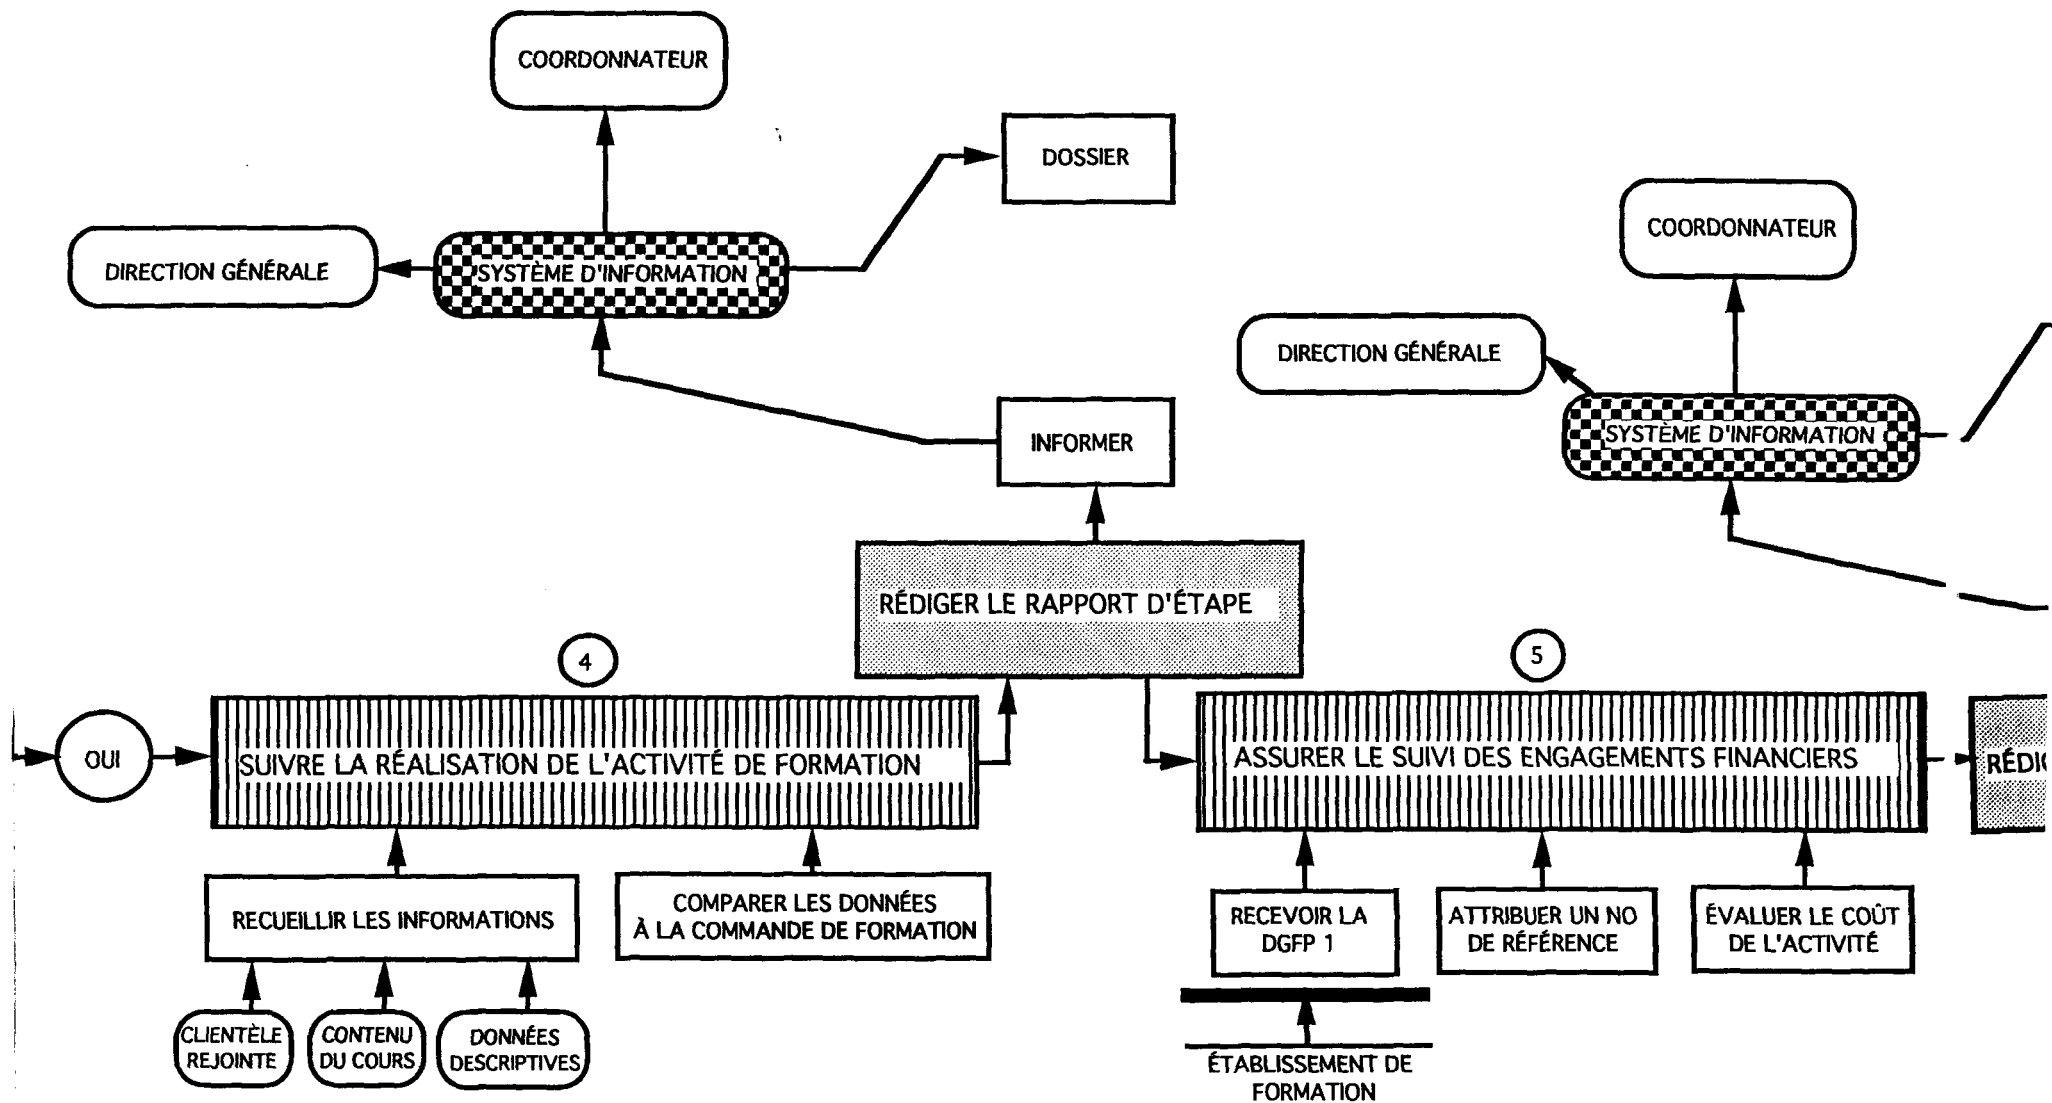 COORDONNATEUR
DOSSIER
DIRECTION GÉNÉRALE
SYSTÈME D'INFORMATION
COORDONNATEUR
DIRECTION GÉNÉRALE
SYSTÈME D'INFORMATION
INFORMER
RÉDIGER LE RAPPORT D'ÉTAPE
4
5
OUI
SUIVRE LA RÉALISATION DE L'ACTIVITÉ DE FORMATION
ASSURER LE SUIVI DES ENGAGEMENTS FINANCIERS
RECUEILLIR LES INFORMATIONS
COMPARER LES DONNÉES
À LA COMMANDE DE FORMATION
RECEVOIR LA
DGFP 1
ATTRIBUER UN NO
DE RÉFÉRENCE
ÉVALUER LE COÛT
DE L'ACTIVITÉ
CLIENTÈLE
REJOINTE
CONTENU
DU COURS
DONNÉES
DESCRIPTIVES
ÉTABLISSEMENT DE
FORMATION